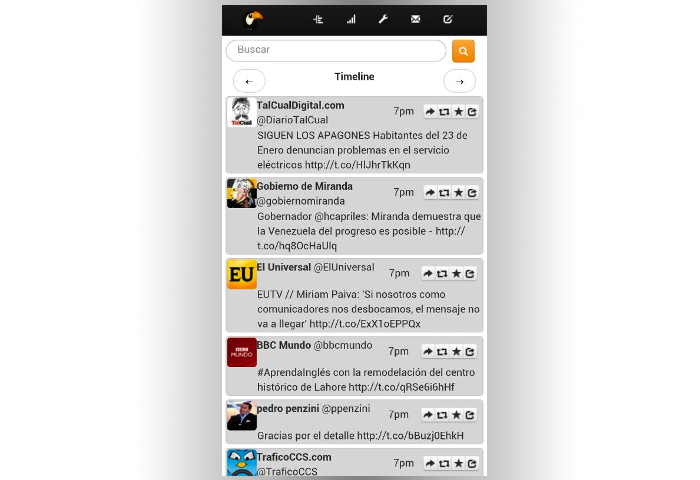 Buscar
← Timeline →
TalCualDigital.com 7pm
@DiarioTalCual
SIGUEN LOS APAGONES Habitantes del 23 de
Enero denuncian problemas en el servicio
eléctricos http://t.co/HlJhrTkKqn
TalCual
Gobierno de Miranda 7pm
@gobiernomiranda
Gobernador @hcapriles: Miranda demuestra que
la Venezuela del progreso es posible - http://
t.co/hq8OcHaUlq
EU
El Universal @ElUniversal 7pm
EUTV // Miriam Paiva: 'Si nosotros como
comunicadores nos desbocamos, el mensaje no
va a llegar' http://t.co/ExX1oEPPQx
BBC
MUNDO
BBC Mundo @bbcmundo 7pm
#AprendaInglés con la remodelación del centro
histórico de Lahore http://t.co/qRSe6i6hHf
pedro penzini @ppenzini 7pm
Gracias por el detalle http://t.co/bBuzj0EhkH
TraficoCCS.com 7pm
@TraficoCCS